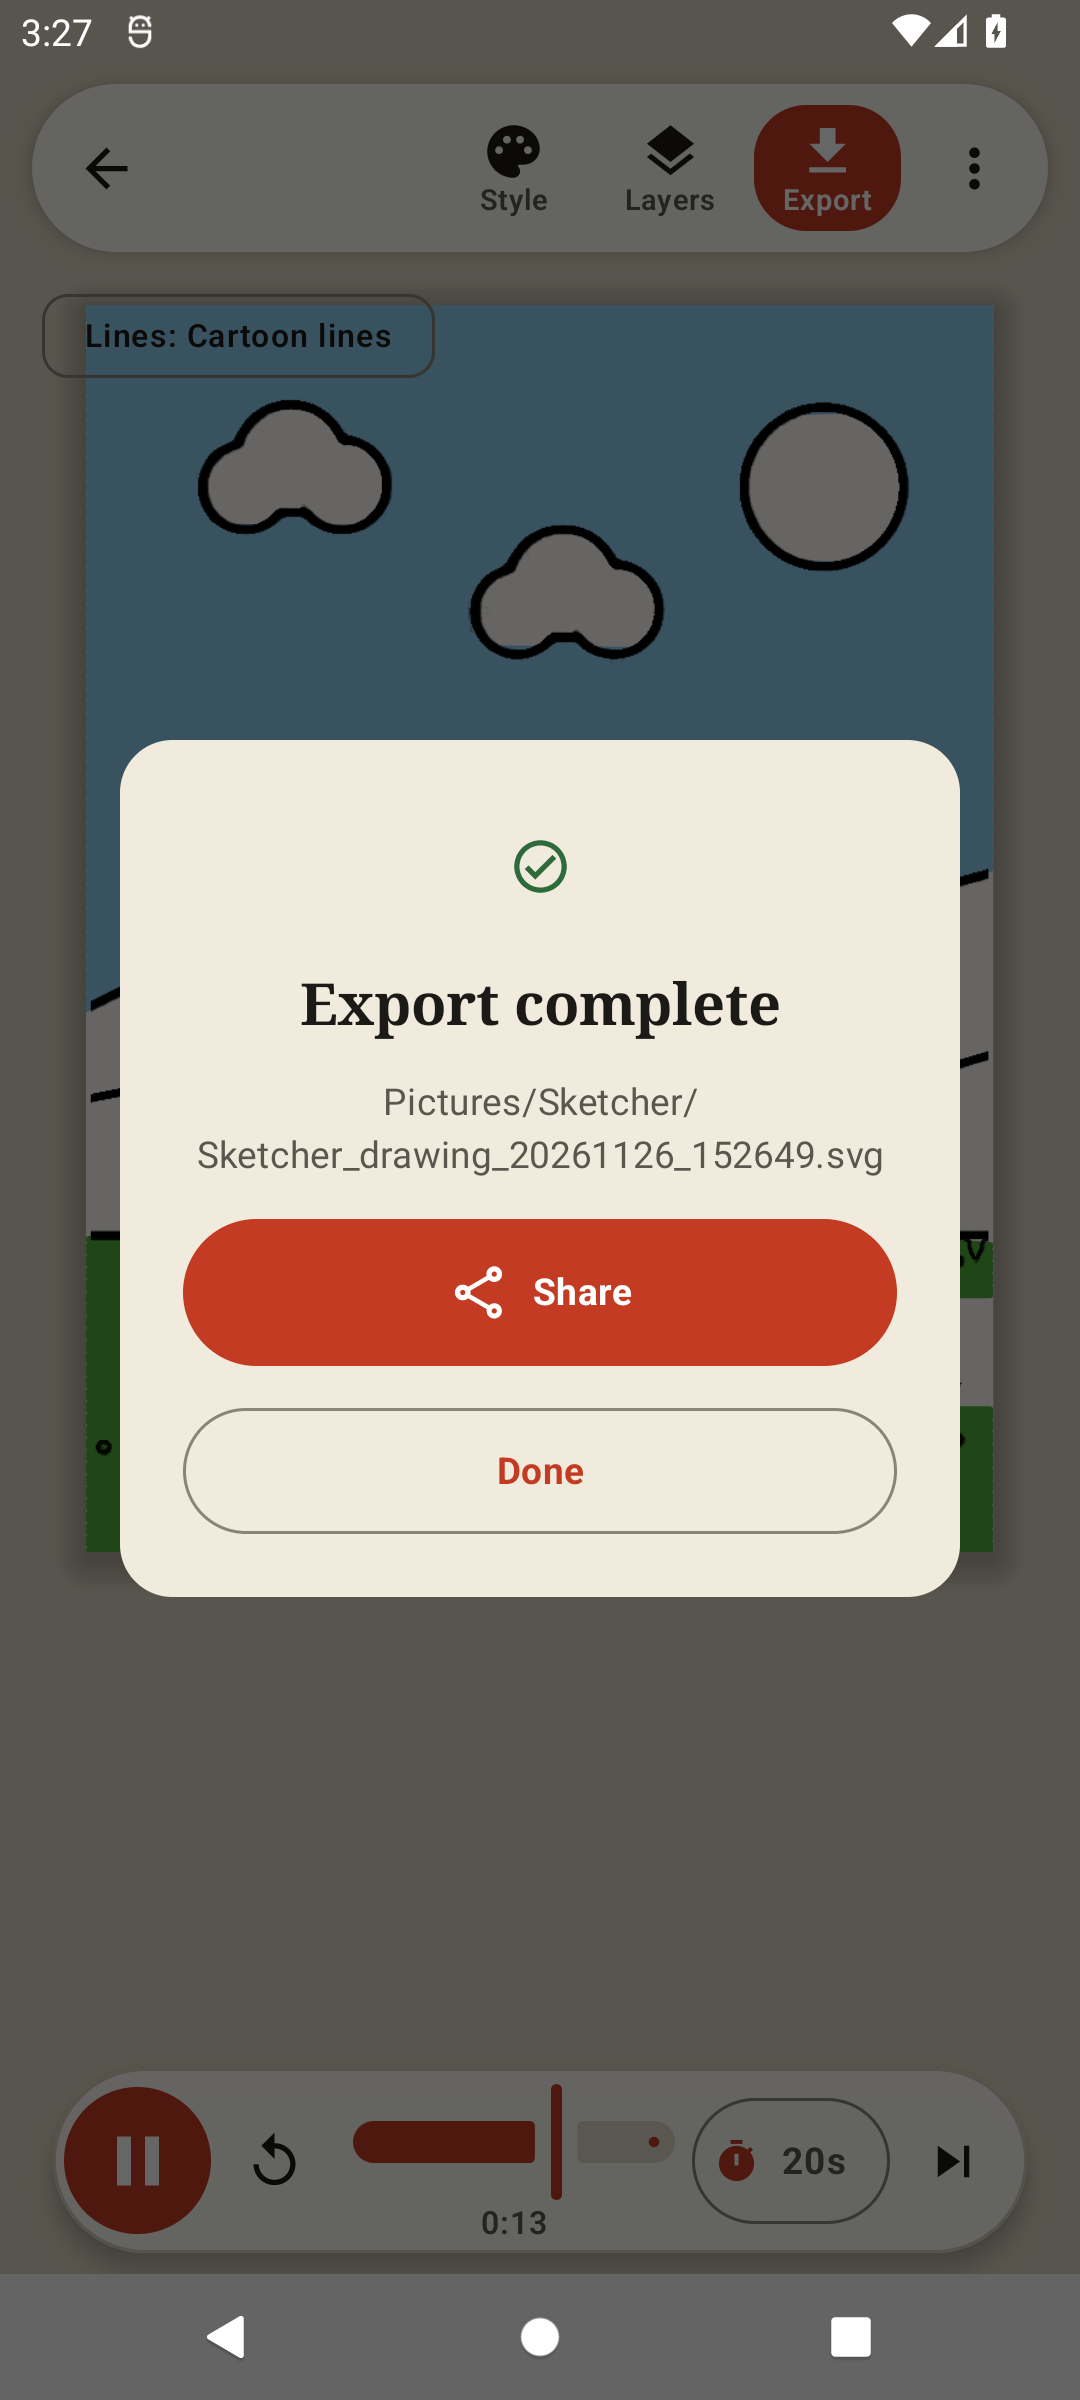 3:27
Style
Layers
Export
Lines: Cartoon lines
Export complete
Pictures/Sketcher/
Sketcher_drawing_20261126_152649.svg
Share
Done
20s
0:13